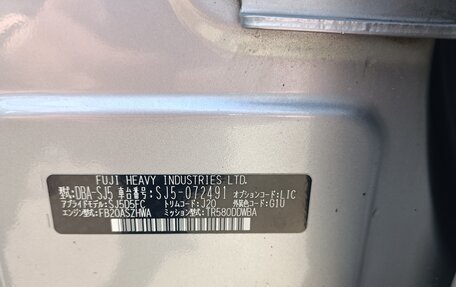 FUJI HEAVY INDUSTRIES LTD.
型式:DBA-SJ5 車台番号:SJ5-072491 オプションコード:LIC
アプライドモデル:SJ5D5FC トリムコード:J20 外装色コード:G1U
エンジン型式:FB20ASZHWA ミッション型式:TR580DDWBA